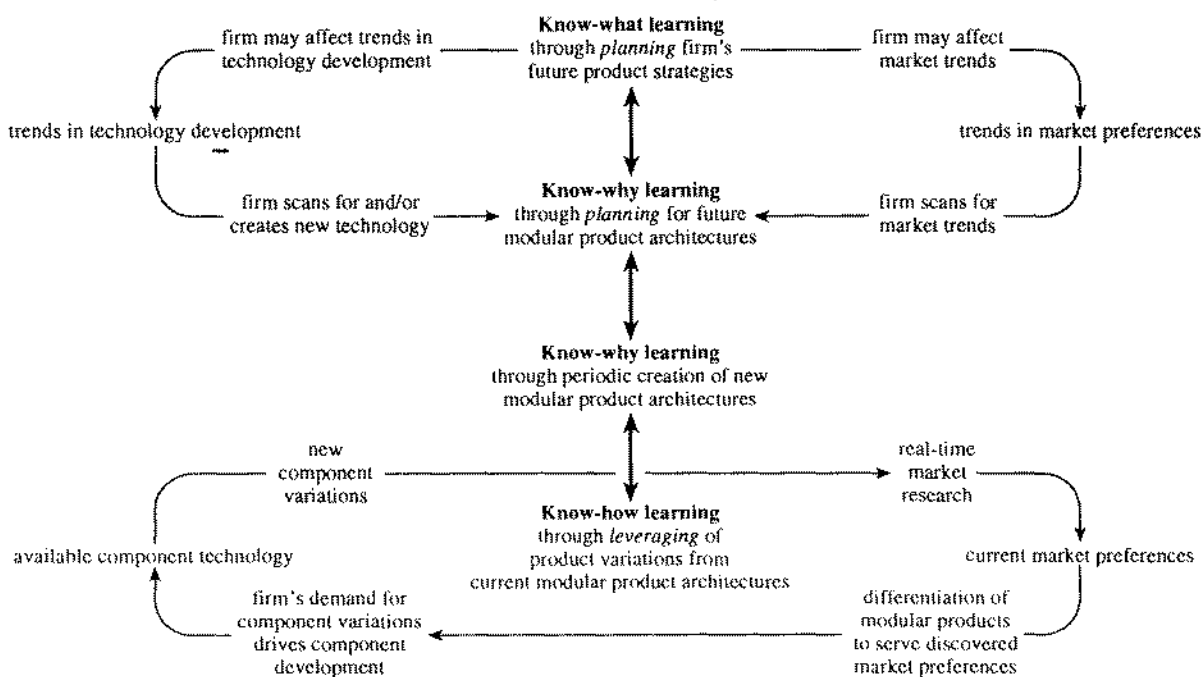 Know-what learning
through planning firm's
future product strategies
firm may affect trends in
technology development
firm may affect
market trends
trends in technology development
trends in market preferences
firm scans for and/or
creates new technology
Know-why learning
through planning for future
modular product architectures
firm scans for
market trends
Know-why learning
through periodic creation of new
modular product architectures
new
component
variations
real-time
market
research
Know-how learning
through leveraging of
product variations from
current modular product architectures
available component technology
current market preferences
firm's demand for
component variations
drives component
development
differentiation of
modular products
to serve discovered
market preferences